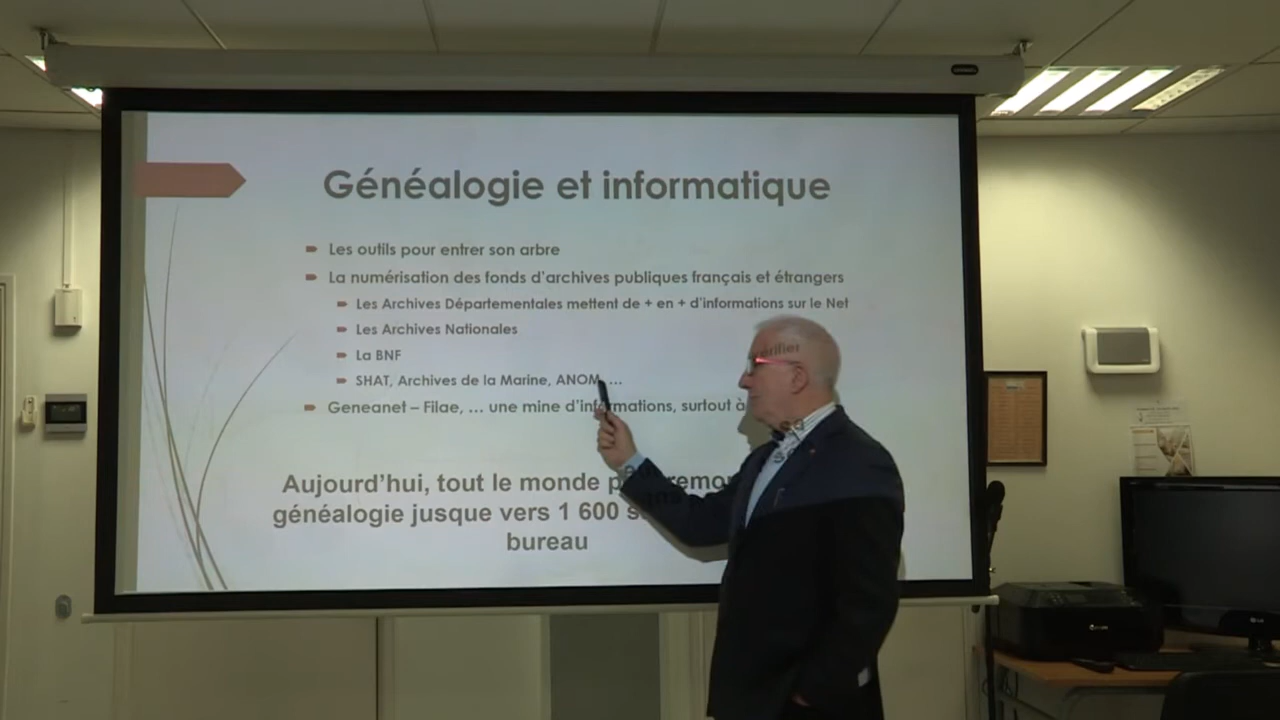 Généalogie et informatique
Les outils pour entrer son arbre
La numérisation des fonds d'archives publiques français et étrangers
Les Archives Départementales mettent de + en + d'informations sur le Net
Les Archives Nationales
La BNF
SHAT, Archives de la Marine, ANOM, ...
Geneanet – Filae, ... une mine d'informations, surtout à vérifier
Aujourd'hui, tout le monde
généalogie jusque vers 1 600
bureau